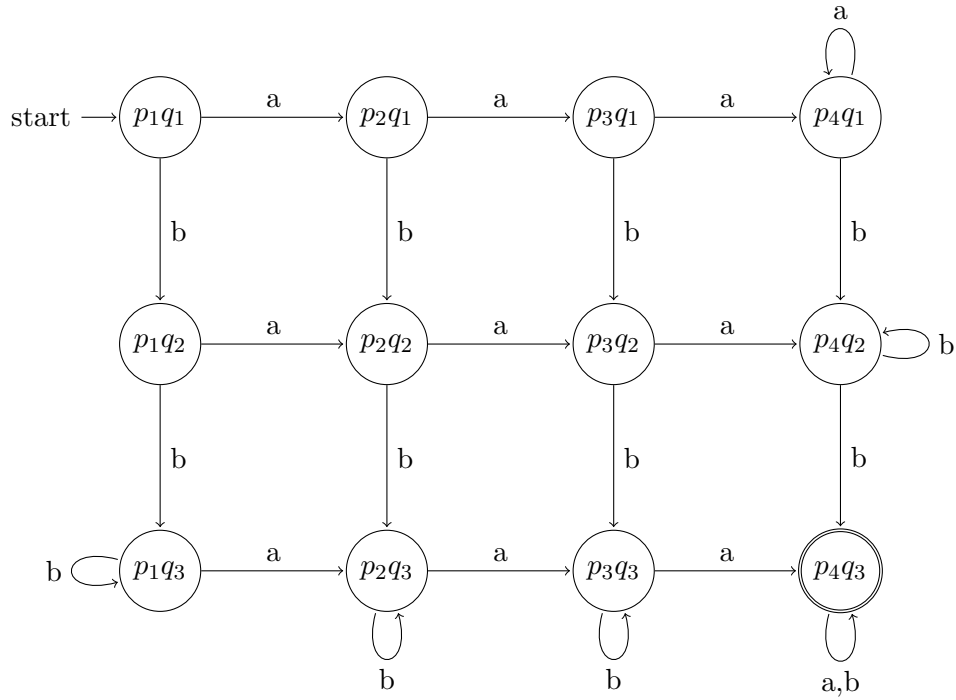 a
start p₁q₁ a p₂q₁ a p₃q₁ a p₄q₁
b b b b
p₁q₂ a p₂q₂ a p₃q₂ a p₄q₂ b
b b b b
b p₁q₃ a p₂q₃ a p₃q₃ a p₄q₃
b b a,b